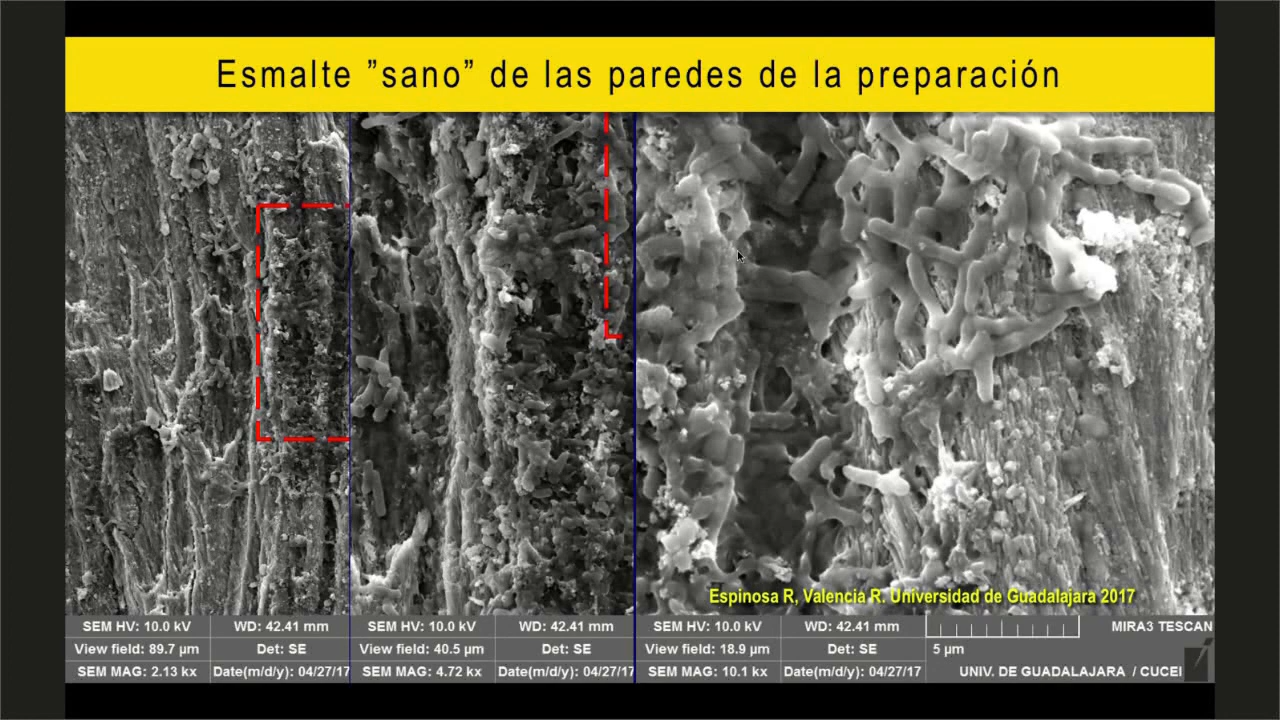 Esmalte ”sano” de las paredes de la preparación
Espinosa R, Valencia R. Universidad de Guadalajara 2017
SEM HV: 10.0 kV WD: 42.41 mm
View field: 89.7 µm Det: SE
SEM MAG: 2.13 kx Date(m/d/y): 04/27/17
SEM HV: 10.0 kV WD: 42.41 mm
View field: 40.5 µm Det: SE
SEM MAG: 4.72 kx Date(m/d/y): 04/27/17
SEM HV: 10.0 kV WD: 42.41 mm MIRA3 TESCAN
View field: 18.9 µm Det: SE 5 µm
SEM MAG: 10.1 kx Date(m/d/y): 04/27/17 UNIV. DE GUADALAJARA / CUCEI